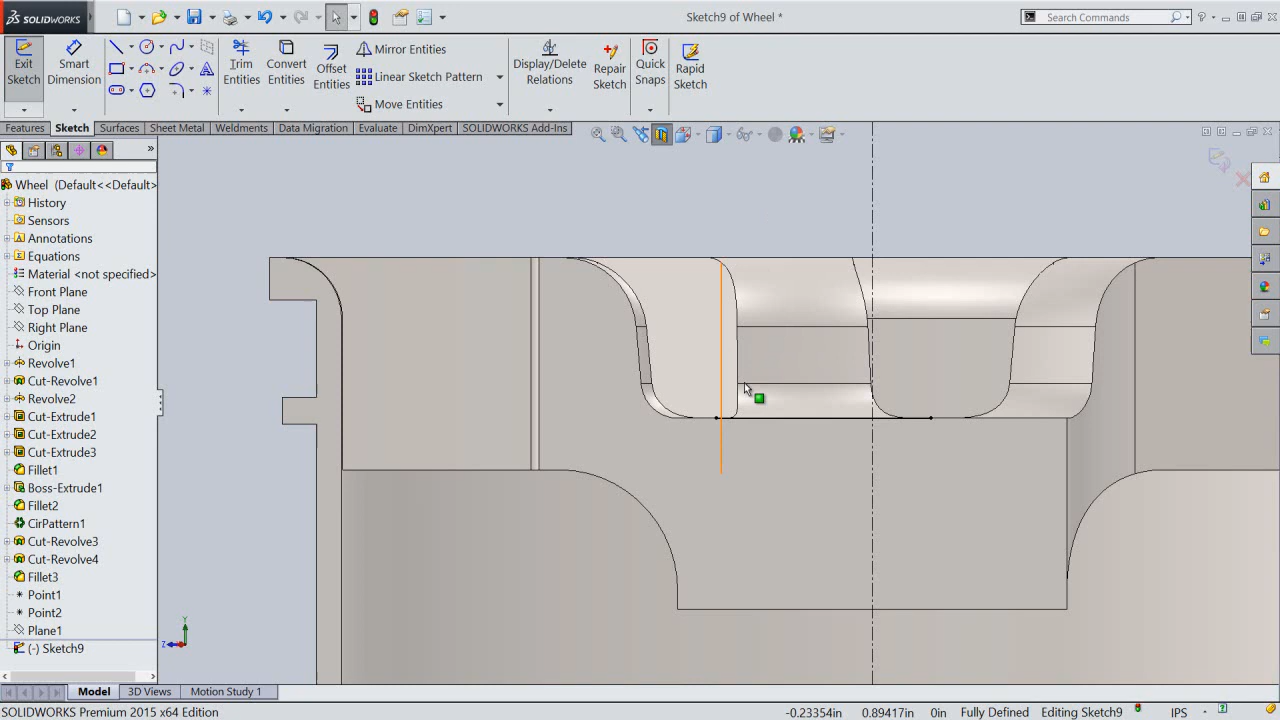 SOLIDWORKS
Sketch9 of Wheel *
Search Commands
Exit Sketch
Smart Dimension
Trim Entities
Convert Entities
Offset Entities
Mirror Entities
Linear Sketch Pattern
Move Entities
Display/Delete Relations
Repair Sketch
Quick Snaps
Rapid Sketch
Features
Sketch
Surfaces
Sheet Metal
Weldments
Data Migration
Evaluate
DimXpert
SOLIDWORKS Add-Ins
Wheel (Default<<Default>
History
Sensors
Annotations
Equations
Material <not specified>
Front Plane
Top Plane
Right Plane
Origin
Revolve1
Cut-Revolve1
Revolve2
Cut-Extrude1
Cut-Extrude2
Cut-Extrude3
Fillet1
Boss-Extrude1
Fillet2
CirPattern1
Cut-Revolve3
Cut-Revolve4
Fillet3
Point1
Point2
Plane1
(-) Sketch9
Y
Z
Model
3D Views
Motion Study 1
SOLIDWORKS Premium 2015 x64 Edition
-0.23354in
0.89417in
0in
Fully Defined
Editing Sketch9
IPS